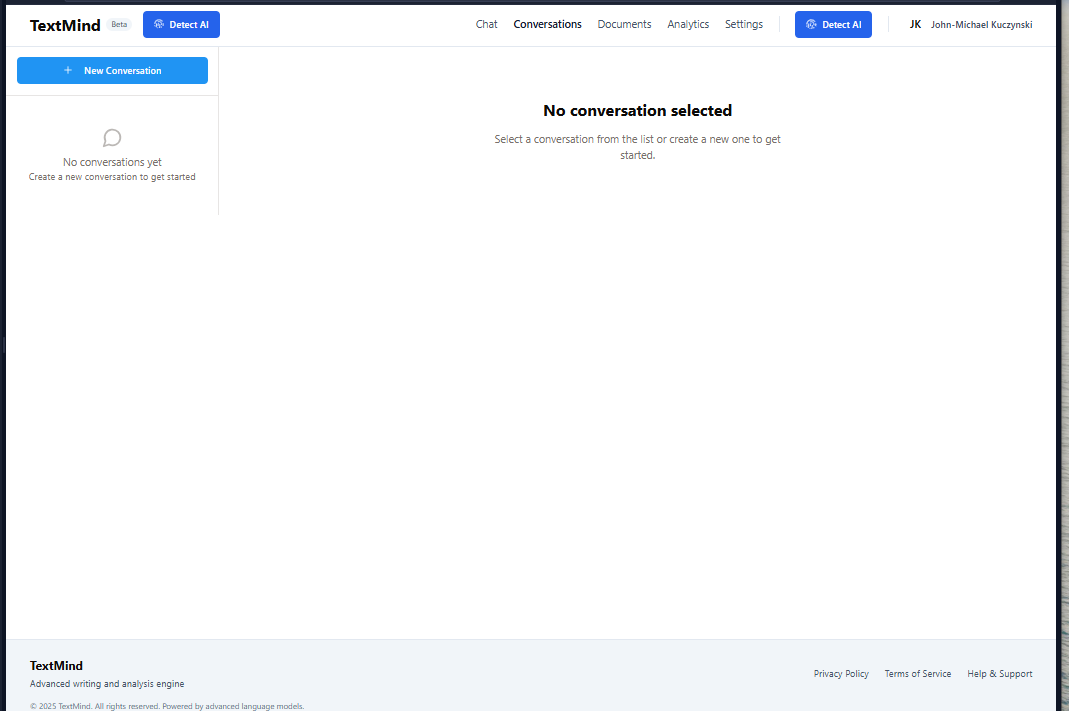 TextMind Beta Detect AI Chat Conversations Documents Analytics Settings Detect AI JK John-Michael Kuczynski
+ New Conversation
No conversations yet
Create a new conversation to get started
No conversation selected
Select a conversation from the list or create a new one to get
started.
TextMind
Advanced writing and analysis engine
© 2025 TextMind. All rights reserved. Powered by advanced language models.
Privacy Policy Terms of Service Help & Support